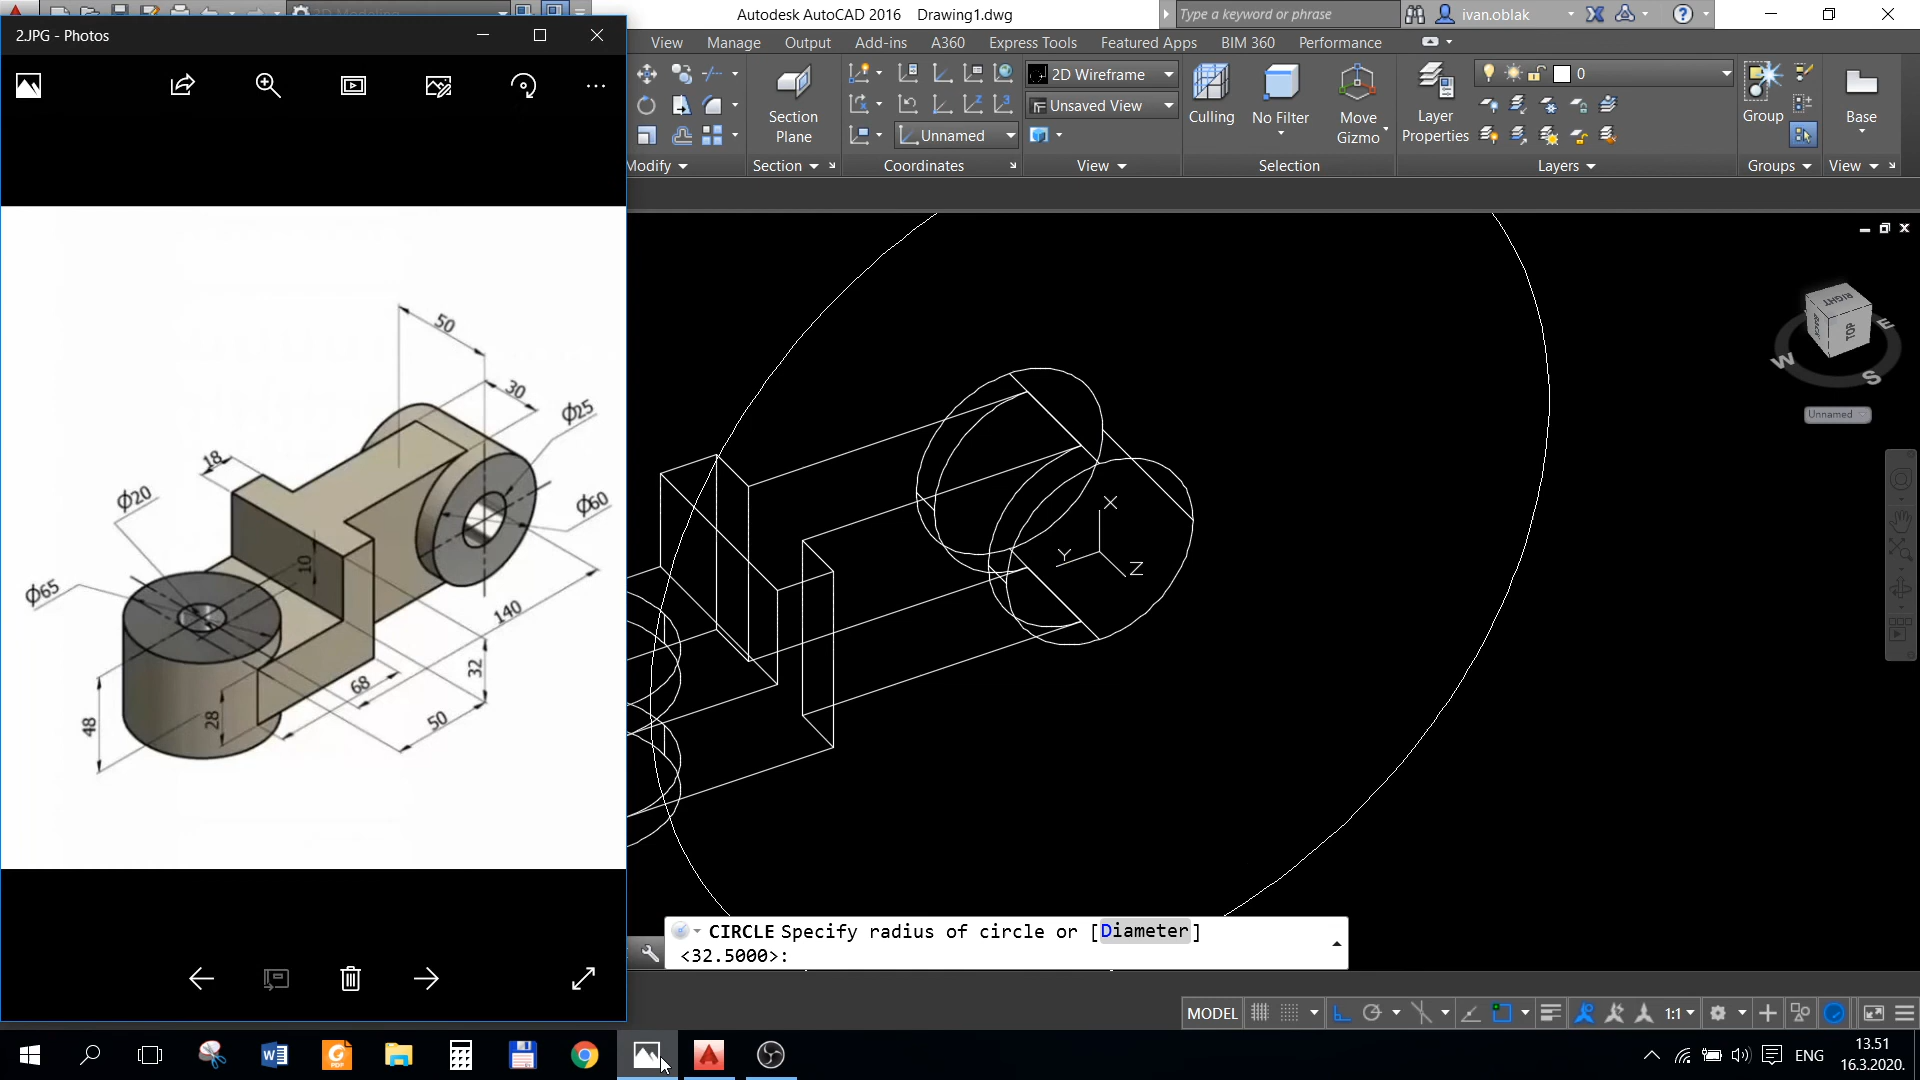 2.JPG - Photos
Autodesk AutoCAD 2016 Drawing1.dwg
Type a keyword or phrase
ivan.oblak
View Manage Output Add-ins A360 Express Tools Featured Apps BIM 360 Performance
2D Wireframe
0
Unsaved View
Section
Plane
Culling
No Filter
Move
Gizmo
Layer
Properties
Group
Base
Unnamed
Modify
Section
Coordinates
View
Selection
Layers
Groups
View
50
30
Φ25
18
Φ20
Φ60
10
Φ65
140
32
68
28
48
50
X
Y
Z
RIGHT
BACK
TOP
E
W
S
Unnamed
CIRCLE Specify radius of circle or [Diameter]
<32.5000>:
MODEL
1:1
PDF
ENG
13.51
16.3.2020.